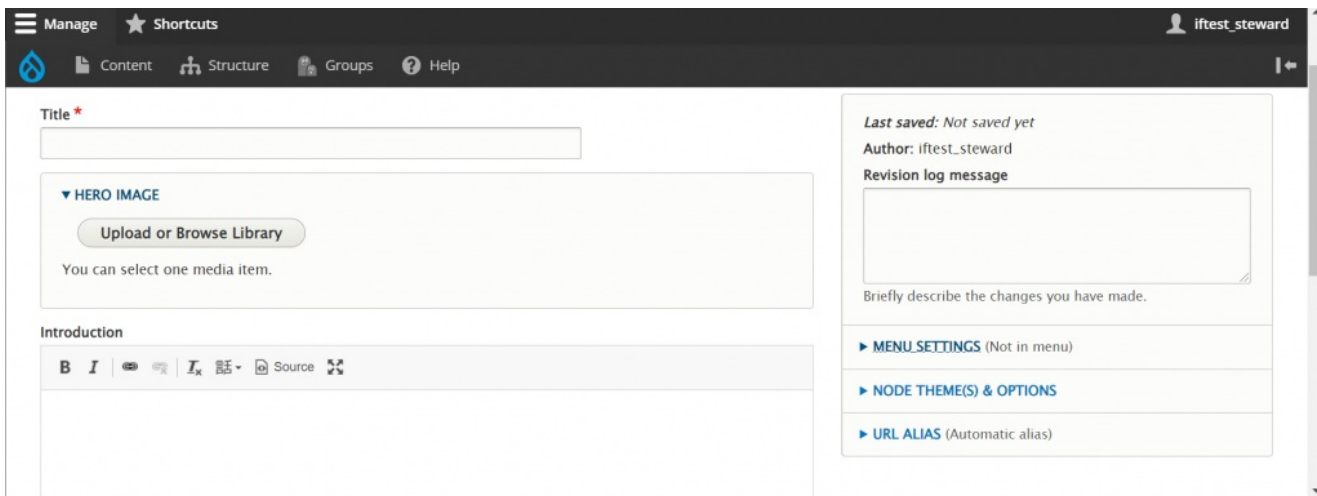 Manage Shortcuts iftest_steward
Content Structure Groups Help
Title *
HERO IMAGE
Upload or Browse Library
You can select one media item.
Introduction
B I Tx 話 Source
Last saved: Not saved yet
Author: iftest_steward
Revision log message
Briefly describe the changes you have made.
MENU SETTINGS (Not in menu)
NODE THEME(S) & OPTIONS
URL ALIAS (Automatic alias)